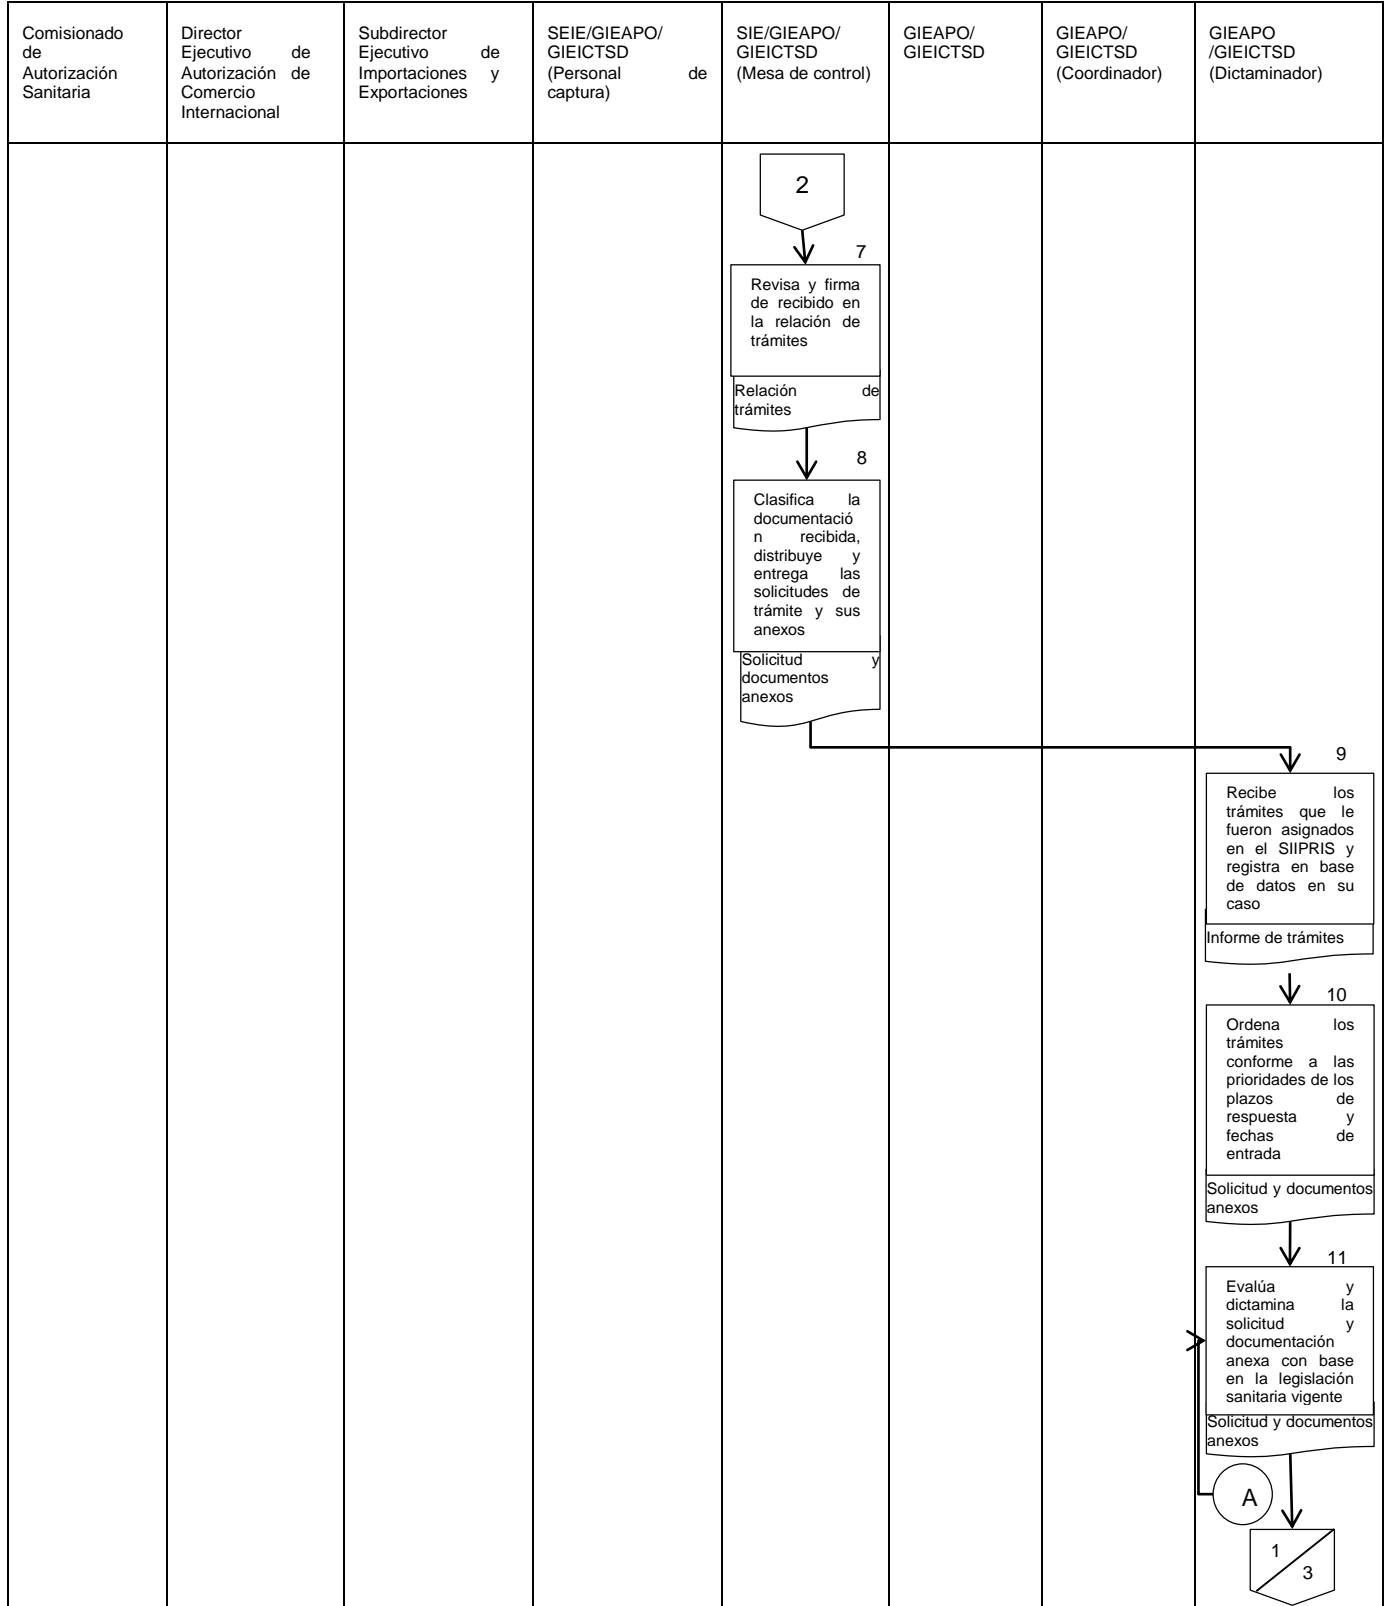 Comisionado
de
Autorización
Sanitaria
Director
Ejecutivo de
Autorización de
Comercio
Internacional
Subdirector
Ejecutivo de
Importaciones y
Exportaciones
SEIE/GIEAPO/
GIEICTSD
(Personal de
captura)
SIE/GIEAPO/
GIEICTSD
(Mesa de control)
GIEAPO/
GIEICTSD
GIEAPO/
GIEICTSD
(Coordinador)
GIEAPO
/GIEICTSD
(Dictaminador)
2
7
Revisa y firma
de recibido en
la relación de
trámites
Relación de
trámites
8
Clasifica la
documentació
n recibida,
distribuye y
entrega las
solicitudes de
trámite y sus
anexos
Solicitud y
documentos
anexos
9
Recibe los
trámites que le
fueron asignados
en el SIIPRIS y
registra en base
de datos en su
caso
Informe de trámites
10
Ordena los
trámites
conforme a las
prioridades de los
plazos de
respuesta y
fechas de
entrada
Solicitud y documentos
anexos
11
Evalúa y
dictamina la
solicitud y
documentación
anexa con base
en la legislación
sanitaria vigente
Solicitud y documentos
anexos
A
1
3